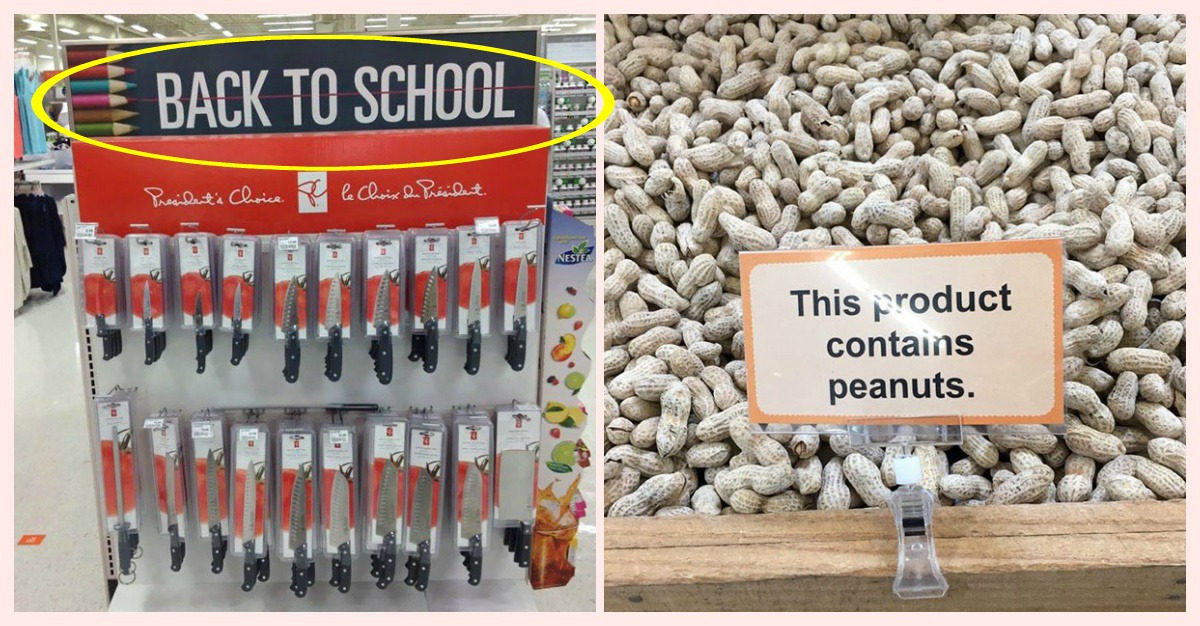 BACK TO SCHOOL
President's Choice. le Choix du Président.
NESTEA
This product
contains
peanuts.